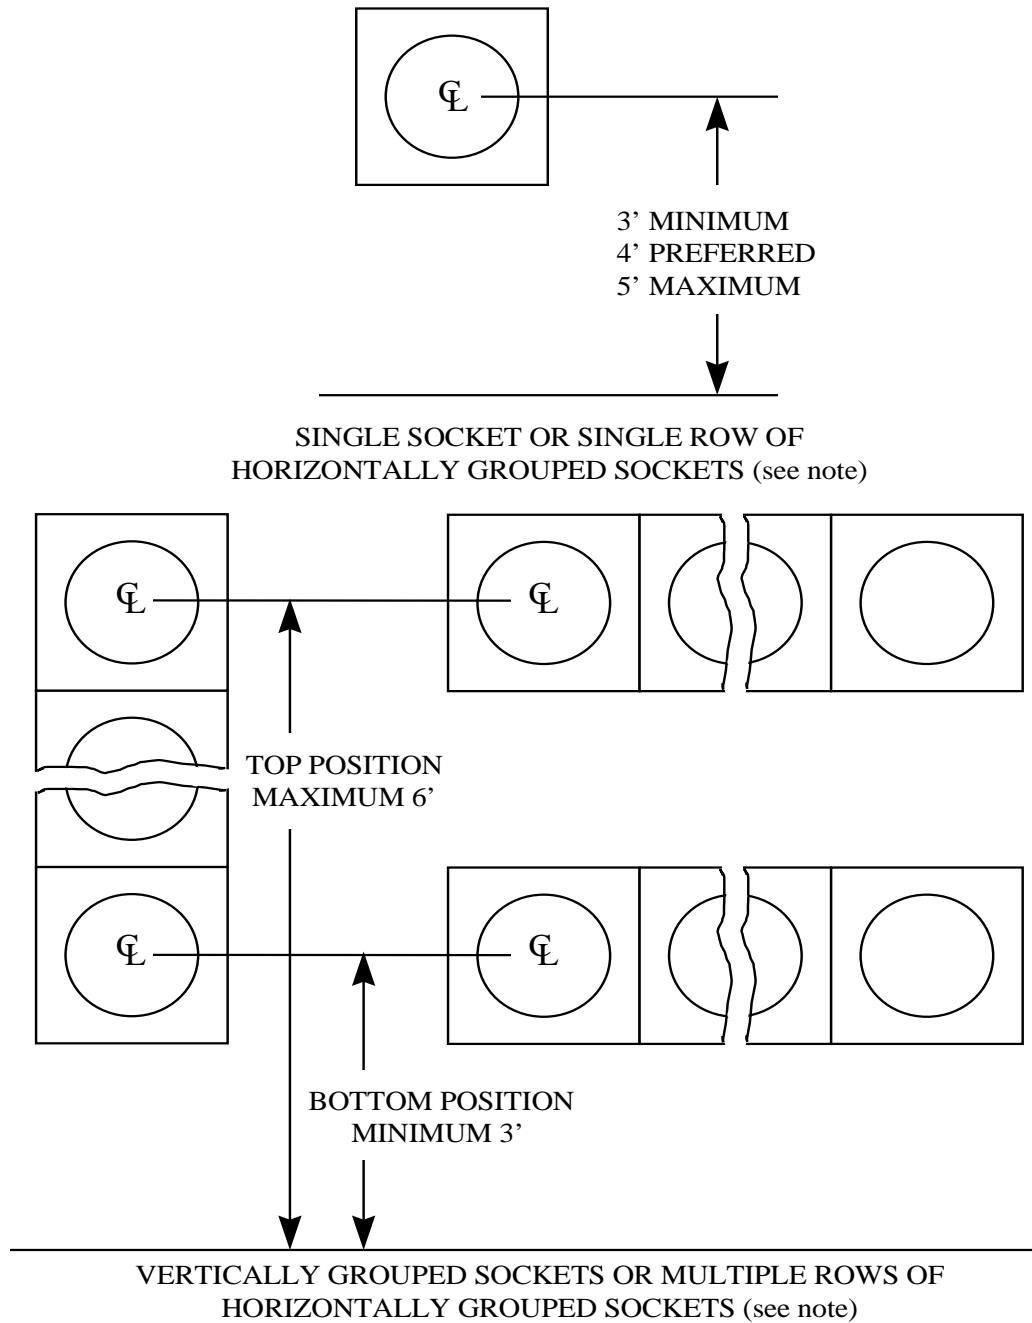 ℄
3’ MINIMUM
4’ PREFERRED
5’ MAXIMUM
SINGLE SOCKET OR SINGLE ROW OF
HORIZONTALLY GROUPED SOCKETS (see note)
℄ ℄
TOP POSITION
MAXIMUM 6’
℄ ℄
BOTTOM POSITION
MINIMUM 3’
VERTICALLY GROUPED SOCKETS OR MULTIPLE ROWS OF
HORIZONTALLY GROUPED SOCKETS (see note)